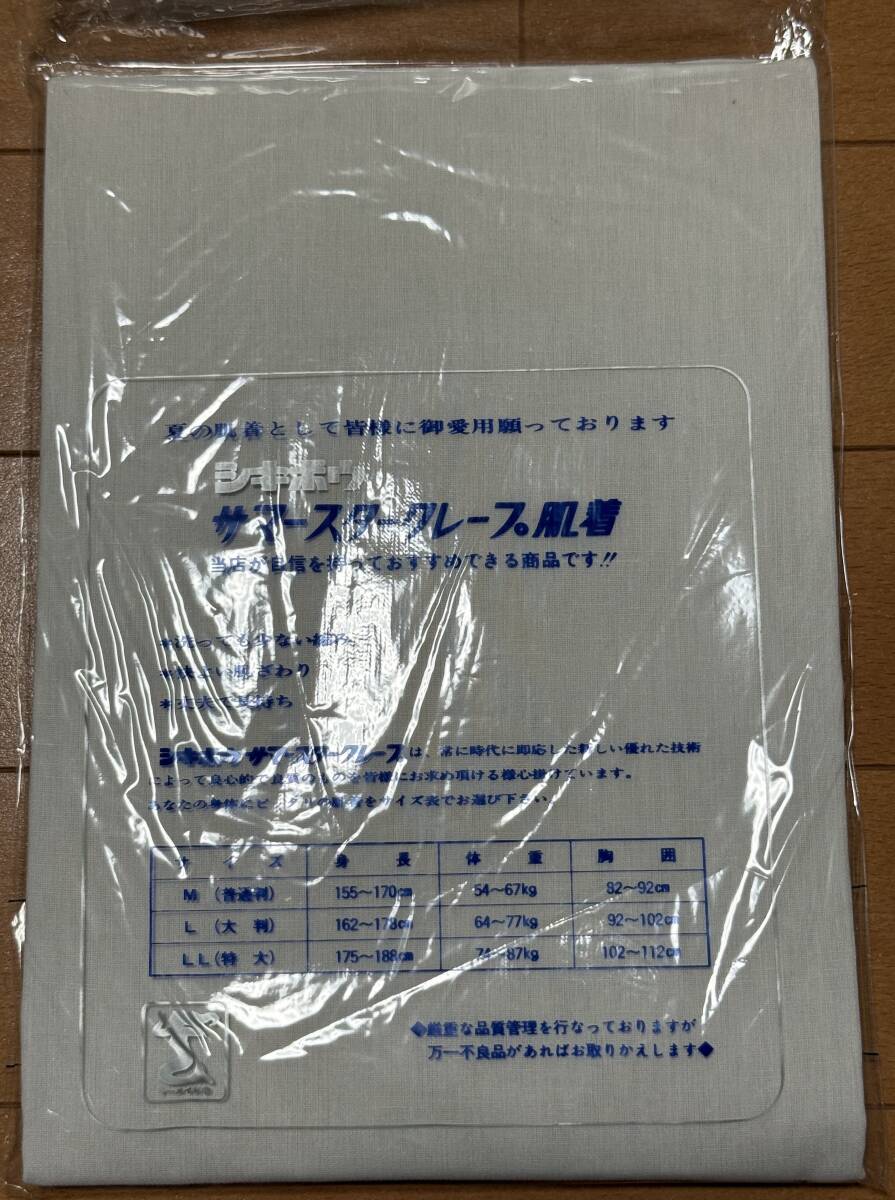 夏の肌着として皆様に御愛用願っております
シキボウ
サマースタークレープ肌着
当店が自信を持っておすすめできる商品です!!
*洗っても少ない縮み
*快よい肌ざわり
*丈夫で長持ち
シキボウサマースタークレープは、常に時代に即応した新しい優れた技術
によって良心的で良質のものを皆様にお求め頂ける様心掛けています。
あなたの身体にピッタリの肌着をサイズ表でお選び下さい。
サイズ 身長 体重 胸囲
M(普通判) 155～170cm 54～67kg 82～92cm
L(大判) 162～178cm 64～77kg 92～102cm
LL(特大) 175～188cm 74～87kg 102～112cm
◆厳重な品質管理を行なっておりますが
万一不良品があればお取りかえします◆